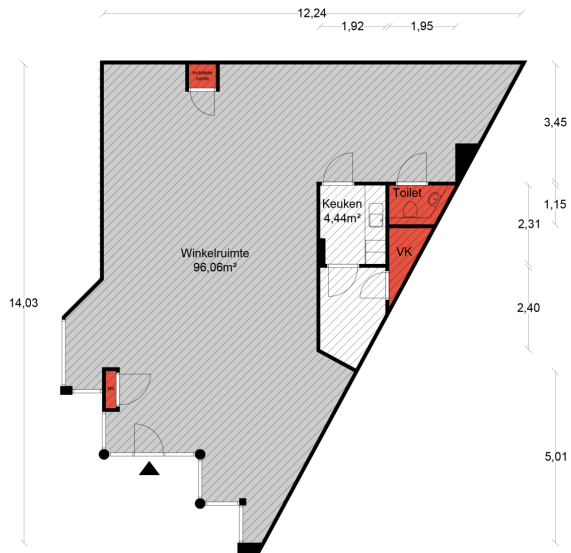 12,24
1,92
1,95
3,45
Toilet
1,15
Keuken
4,44m²
2,31
VK
Winkelruimte
96,06m²
14,03
2,40
5,01